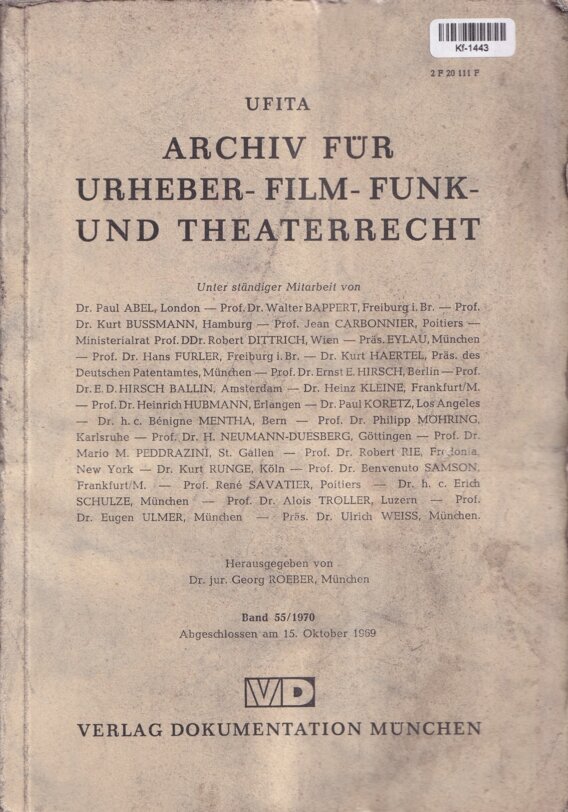 Kf-1443
2 F 20 111 F
UFITA
ARCHIV FÜR
URHEBER- FILM- FUNK-
UND THEATERRECHT
Unter ständiger Mitarbeit von
Dr. Paul ABEL, London — Prof. Dr. Walter BAPPERT, Freiburg i. Br. — Prof.
Dr. Kurt BUSSMANN, Hamburg — Prof. Jean CARBONNIER, Poitiers —
Ministerialrat Prof. DDr. Robert DITTRICH, Wien — Präs. EYLAU, München
— Prof. Dr. Hans FURLER, Freiburg i. Br. — Dr. Kurt HAERTEL, Präs. des
Deutschen Patentamtes, München — Prof. Dr. Ernst E. HIRSCH, Berlin — Prof.
Dr. E. D. HIRSCH BALLIN, Amsterdam — Dr. Heinz KLEINE, Frankfurt/M.
— Prof. Dr. Heinrich HUBMANN, Erlangen — Dr. Paul KORETZ, Los Angeles
— Dr. h. c. Bénigne MENTHA, Bern — Prof. Dr. Philipp MÖHRING,
Karlsruhe — Prof. Dr. H. NEUMANN-DUESBERG, Göttingen — Prof. Dr.
Mario M. PEDDRAZINI, St. Gallen — Prof. Dr. Robert RIE, Fredonia,
New York — Dr. Kurt RUNGE, Köln — Prof. Dr. Benvenuto SAMSON,
Frankfurt/M. — Prof. René SAVATIER, Poitiers — Dr. h. c. Erich
SCHULZE, München — Prof. Dr. Alois TROLLER, Luzern — Prof.
Dr. Eugen ULMER, München — Präs. Dr. Ulrich WEISS, München.
Herausgegeben von
Dr. jur. Georg ROEBER, München
Band 55/1970
Abgeschlossen am 15. Oktober 1969
VD
VERLAG DOKUMENTATION MÜNCHEN